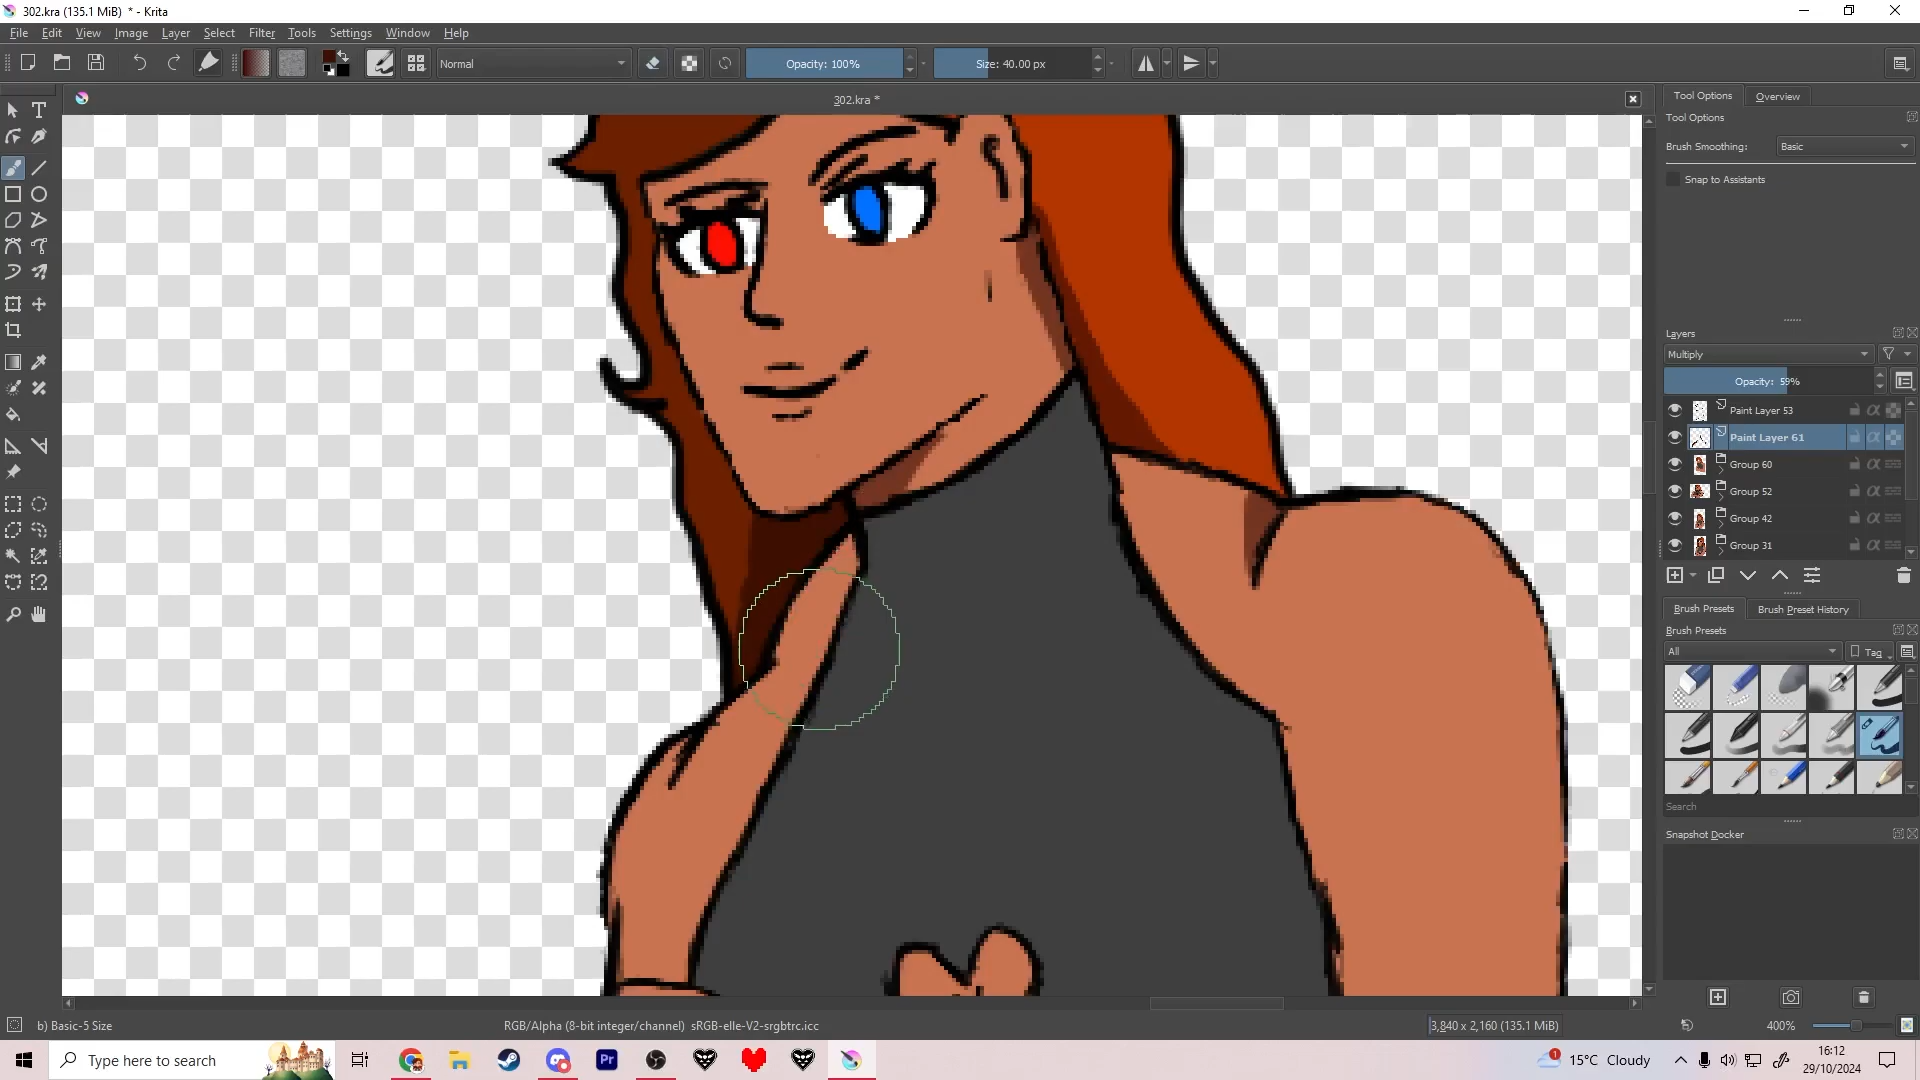 302.kra (135.1 MiB) * - Krita
File Edit View Image Layer Select Filter Tools Settings Window Help
Normal
Opacity: 100%
Size: 40.00 px
302.kra *
Tool Options
Overview
Tool Options
Brush Smoothing:
Basic
Snap to Assistants
Layers
Multiply
Opacity: 59%
Paint Layer 53
Paint Layer 61
Group 60
Group 52
Group 42
Group 31
Brush Presets
Brush Preset History
Brush Presets
All
Tag
Search
Snapshot Docker
b) Basic-5 Size
RGB/Alpha (8-bit integer/channel) sRGB-elle-V2-srgbtrc.icc
3,840 x 2,160 (135.1 MiB)
400%
Type here to search
Pr
1
15°C Cloudy
16:12
29/10/2024